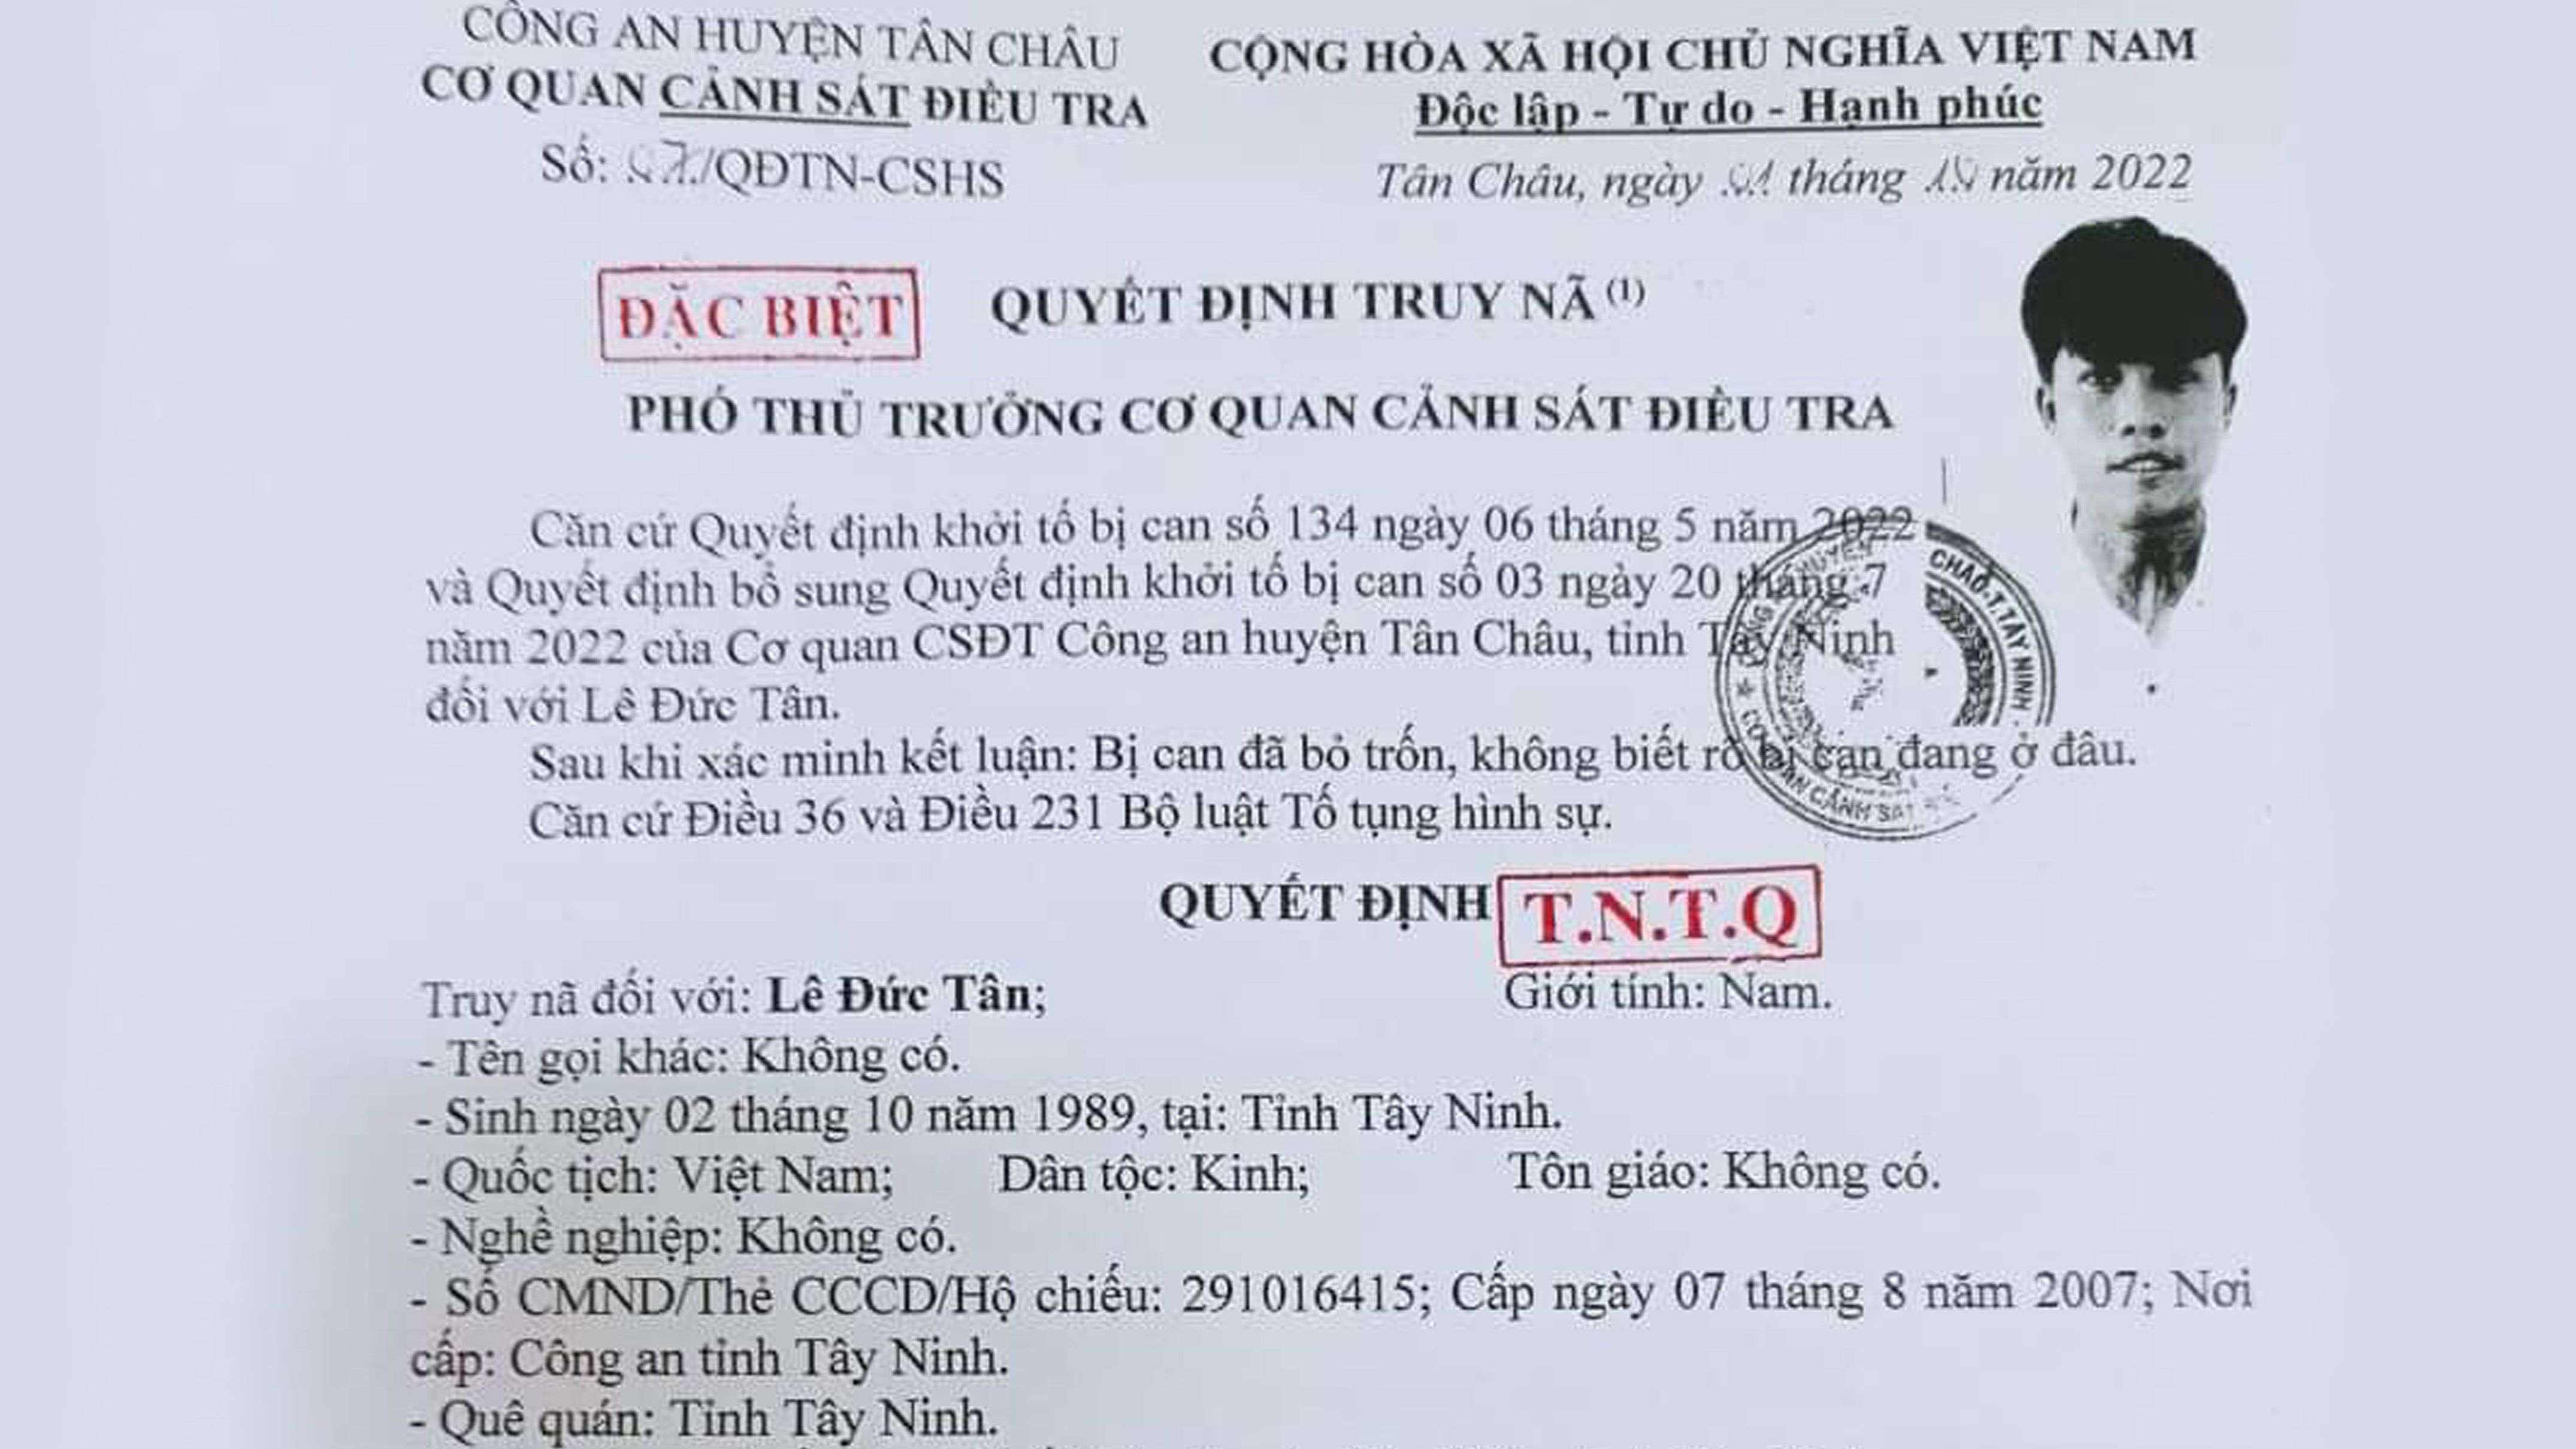 CÔNG AN HUYỆN TÂN CHÂU
CƠ QUAN CẢNH SÁT ĐIỀU TRA
CỘNG HÒA XÃ HỘI CHỦ NGHĨA VIỆT NAM
Độc lập - Tự do - Hạnh phúc
Số: /QĐTN-CSHS
Tân Châu, ngày 01 tháng 10 năm 2022
ĐẶC BIỆT
QUYẾT ĐỊNH TRUY NÃ (1)
PHÓ THỦ TRƯỞNG CƠ QUAN CẢNH SÁT ĐIỀU TRA
Căn cứ Quyết định khởi tố bị can số 134 ngày 06 tháng 5 năm 2022
và Quyết định bổ sung Quyết định khởi tố bị can số 03 ngày 20 tháng 7
năm 2022 của Cơ quan CSĐT Công an huyện Tân Châu, tỉnh Tây Ninh
đối với Lê Đức Tân.
Sau khi xác minh kết luận: Bị can đã bỏ trốn, không biết rõ bị can đang ở đâu.
Căn cứ Điều 36 và Điều 231 Bộ luật Tố tụng hình sự.
CHÂU-T.TÂY NINH
CẢNH SÁT
QUYẾT ĐỊNH
T.N.T.Q
Truy nã đối với: Lê Đức Tân; Giới tính: Nam.
- Tên gọi khác: Không có.
- Sinh ngày 02 tháng 10 năm 1989, tại: Tỉnh Tây Ninh.
- Quốc tịch: Việt Nam; Dân tộc: Kinh; Tôn giáo: Không có.
- Nghề nghiệp: Không có.
- Số CMND/Thẻ CCCD/Hộ chiếu: 291016415; Cấp ngày 07 tháng 8 năm 2007; Nơi
cấp: Công an tỉnh Tây Ninh.
- Quê quán: Tỉnh Tây Ninh.